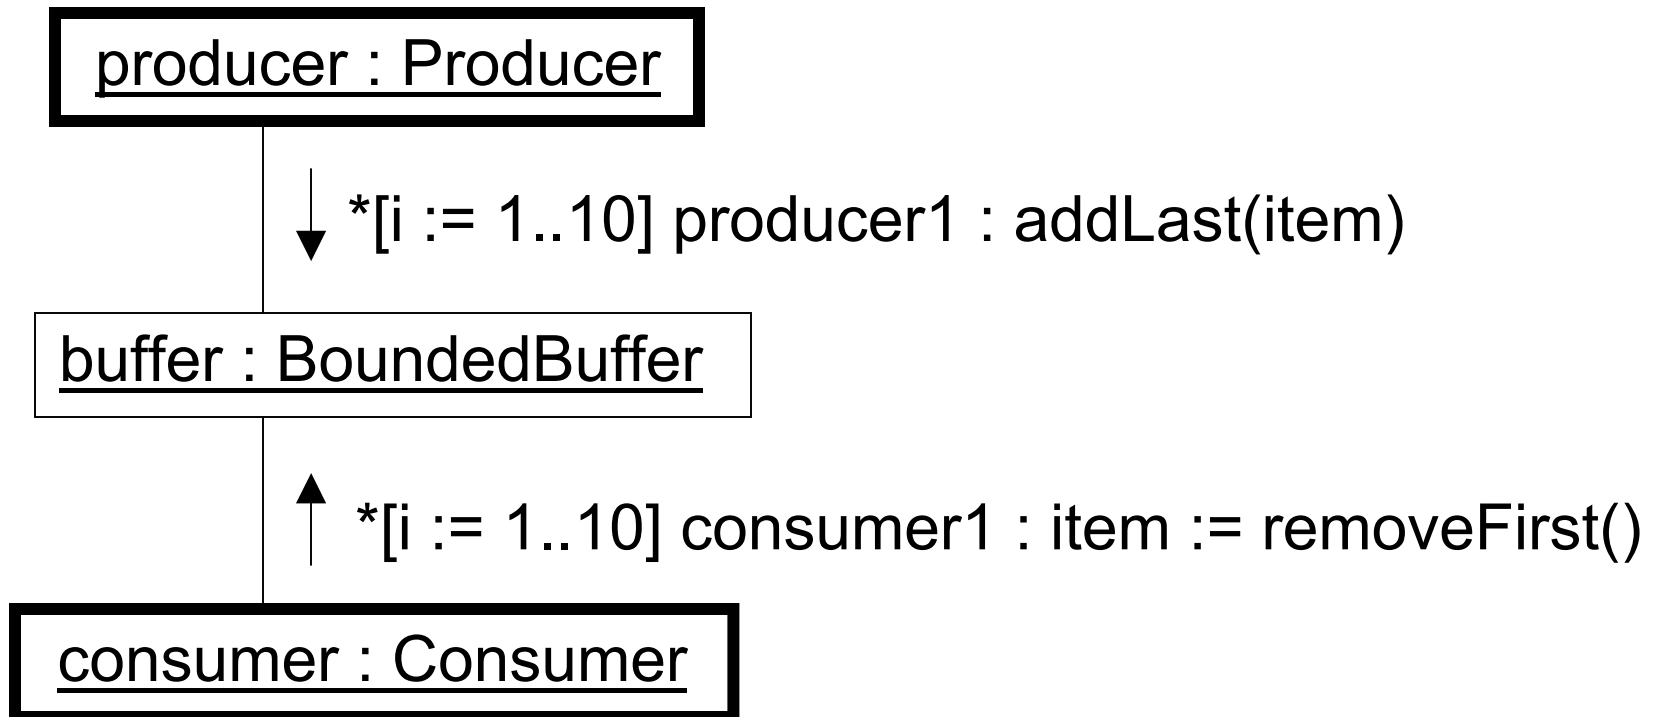 producer : Producer
*[i := 1..10] producer1 : addLast(item)
buffer : BoundedBuffer
*[i := 1..10] consumer1 : item := removeFirst()
consumer : Consumer